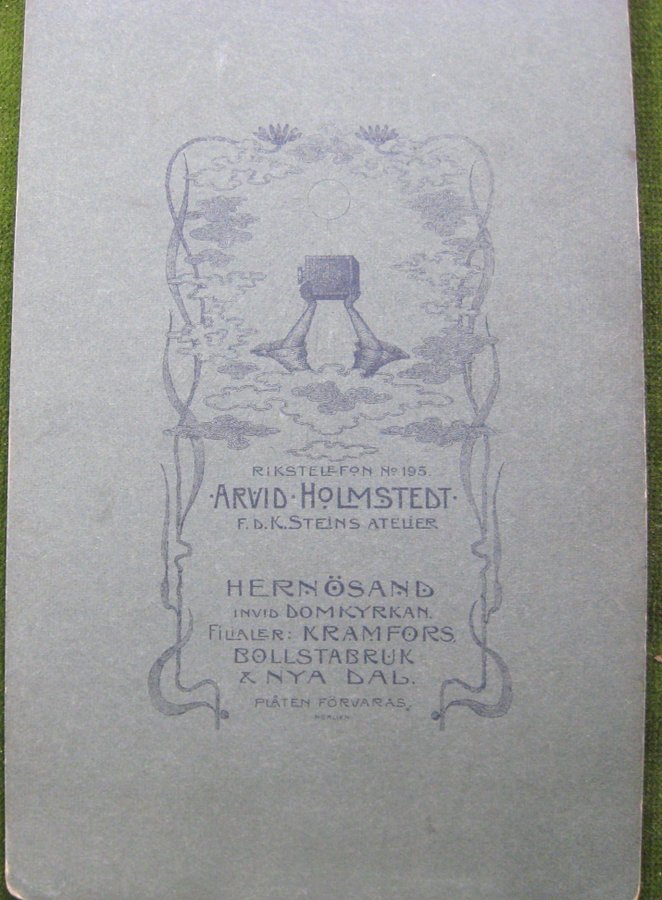 RIKSTELEFON No 195.
·ARVID·HOLMSTEDT·
F. D. K. STEINS ATELIER
HERNÖSAND
INVID DOMKYRKAN.
FILIALER: KRAMFORS,
BOLLSTABRUK
& NYA DAL.
PLÅTEN FÖRVARAS.